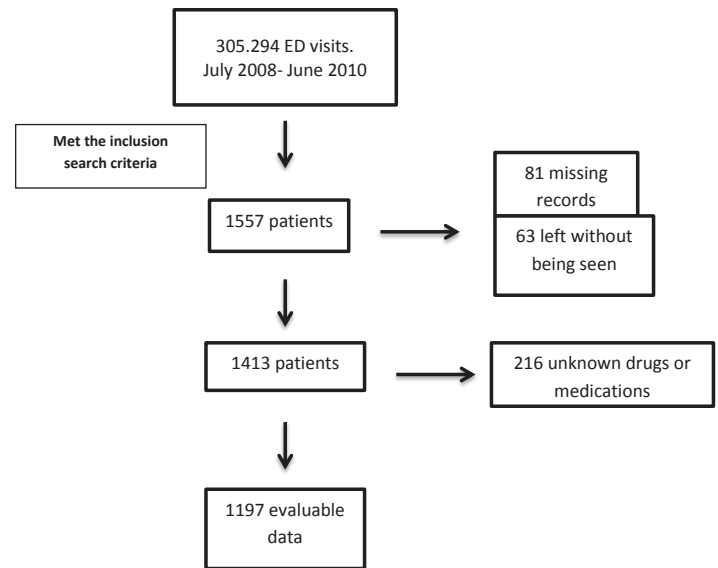 305.294 ED visits.
July 2008- June 2010
Met the inclusion
search criteria
1557 patients
81 missing
records
63 left without
being seen
1413 patients
216 unknown drugs or
medications
1197 evaluable
data